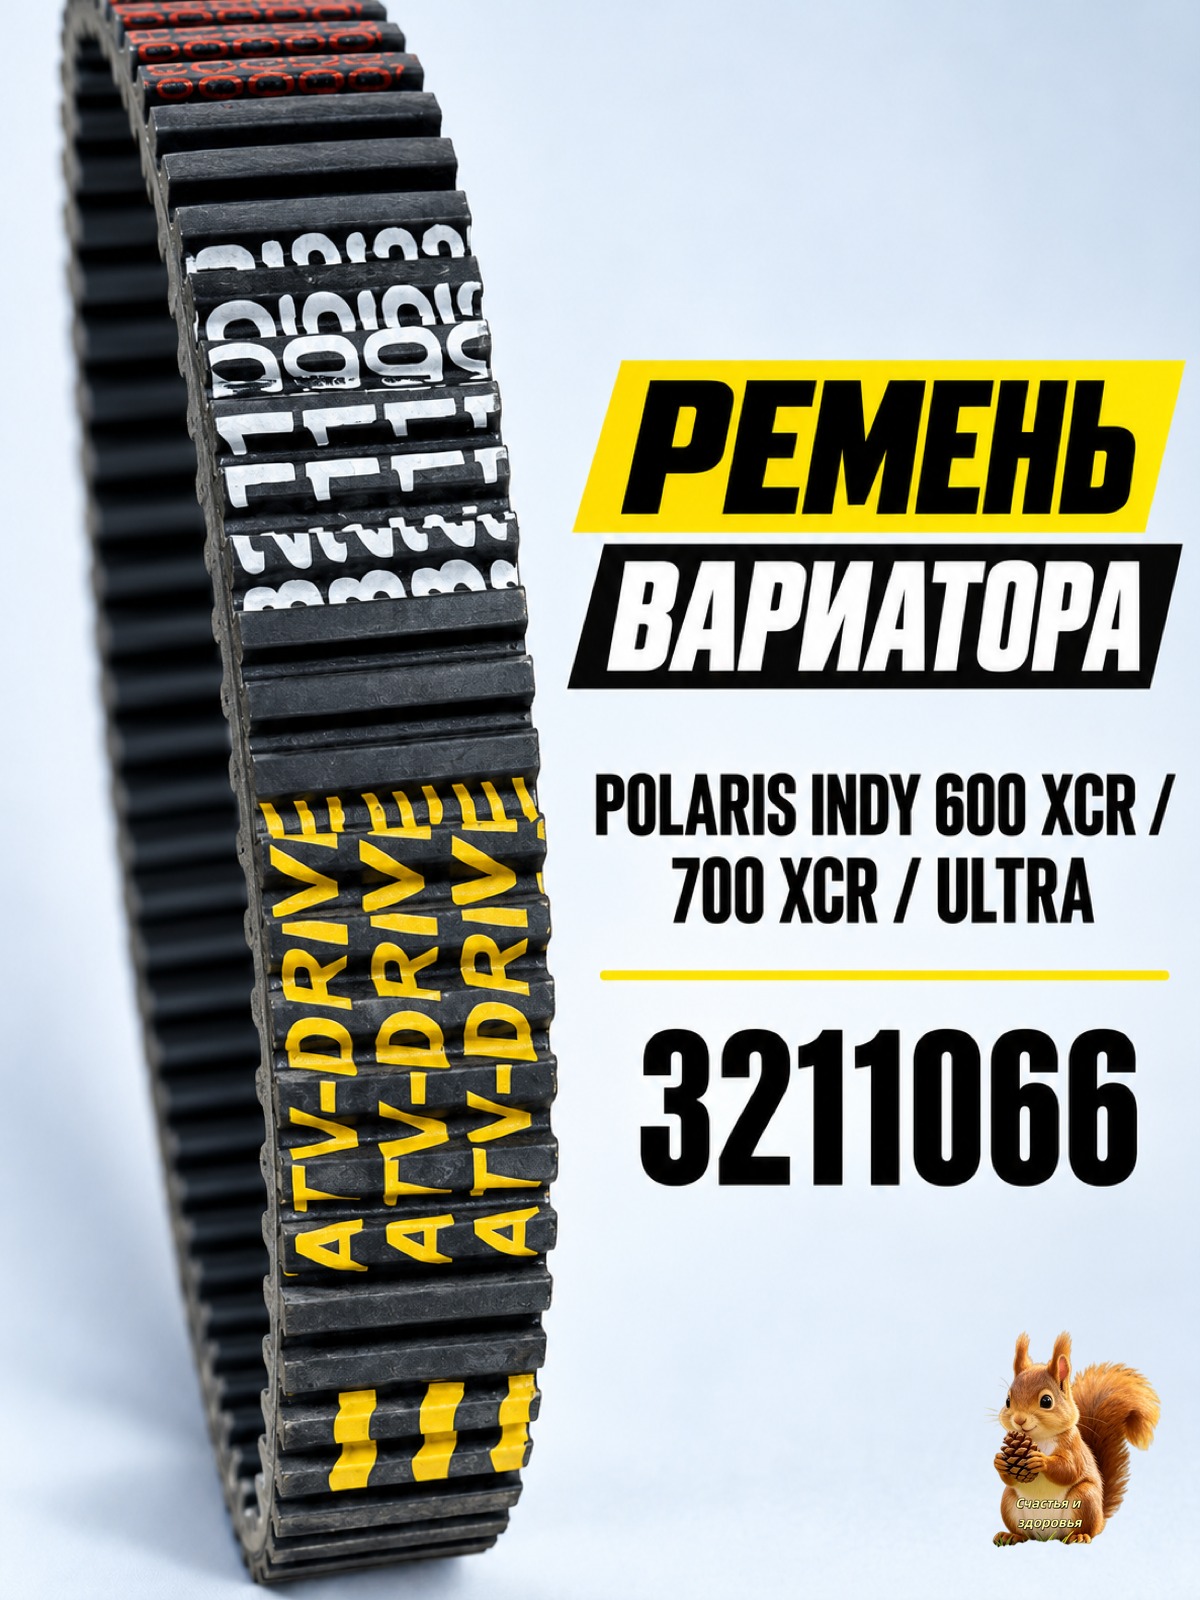 РЕМЕНЬ
ВАРИАТОРА
POLARIS INDY 600 XCR /
700 XCR / ULTRA
3211066
ATV-DRIVE
ATV-DRIVE
ATV-DRIVE
Счастья и
здоровья